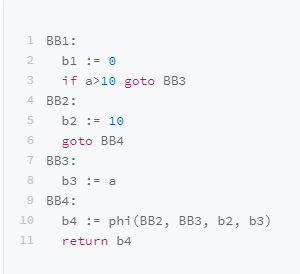 1 BB1:
2   b1 := 0
3   if a>10 goto BB3
4 BB2:
5   b2 := 10
6   goto BB4
7 BB3:
8   b3 := a
9 BB4:
10   b4 := phi(BB2, BB3, b2, b3)
11   return b4